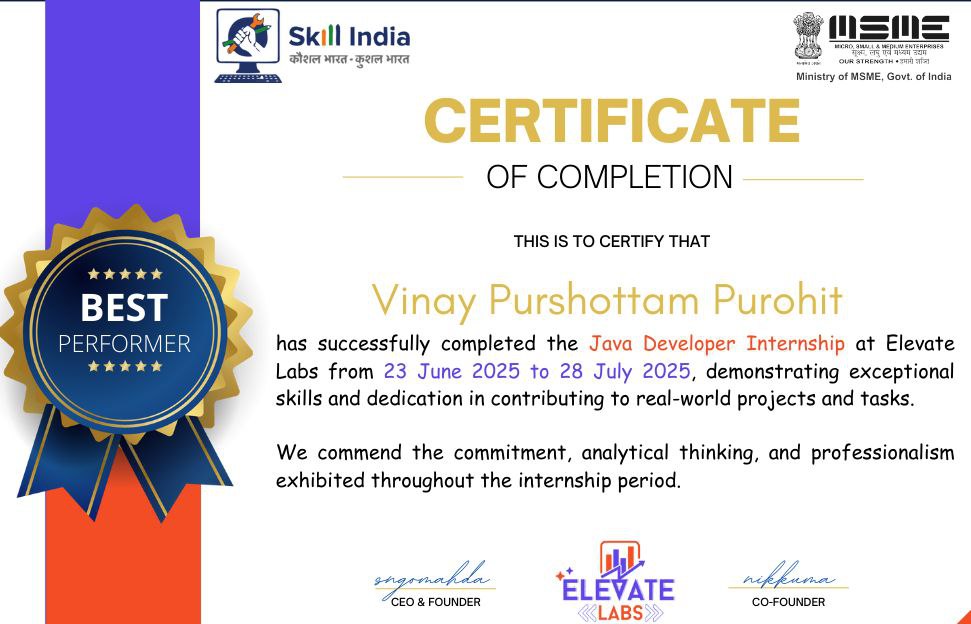 Skill India
कौशल भारत - कुशल भारत
MSME
MICRO, SMALL & MEDIUM ENTERPRISES
सूक्ष्म, लघु एवं मध्यम उद्यम
OUR STRENGTH • हमारी शक्ति
Ministry of MSME, Govt. of India
CERTIFICATE
OF COMPLETION
THIS IS TO CERTIFY THAT
Vinay Purshottam Purohit
has successfully completed the Java Developer Internship at Elevate
Labs from 23 June 2025 to 28 July 2025, demonstrating exceptional
skills and dedication in contributing to real-world projects and tasks.
We commend the commitment, analytical thinking, and professionalism
exhibited throughout the internship period.
BEST
PERFORMER
sngomahda
CEO & FOUNDER
ELEVATE
LABS
nikkuma
CO-FOUNDER